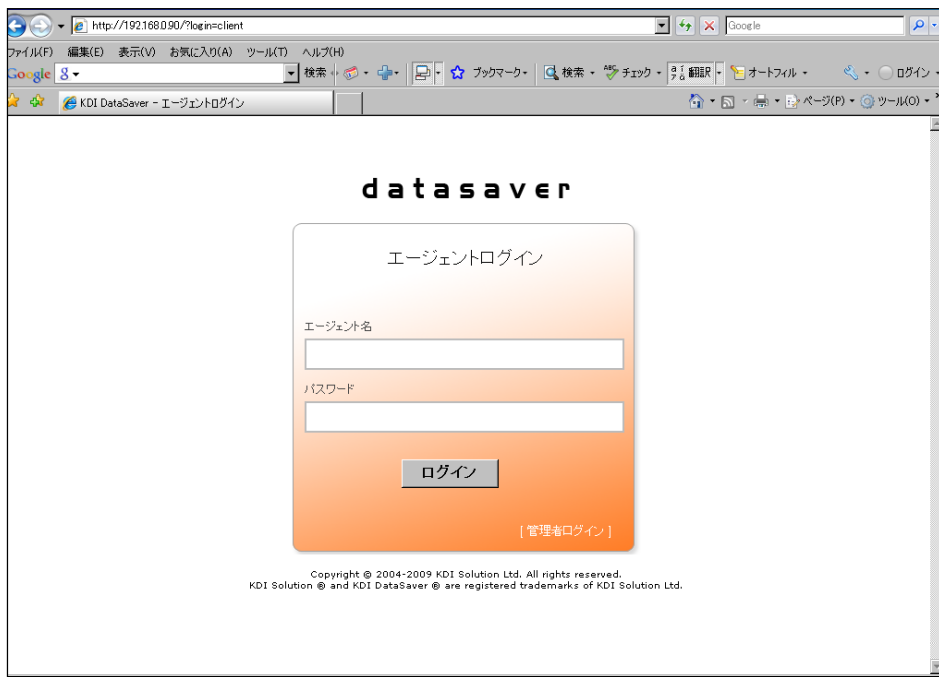 http://192.168.0.90/?login=client
Google
ファイル(F) 編集(E) 表示(V) お気に入り(A) ツール(T) ヘルプ(H)
Google 検索 ブックマーク 検索 チェック 翻訳 オートフィル ログイン
KDI DataSaver - エージェントログイン ページ(P) ツール(O)
datasaver
エージェントログイン
エージェント名
パスワード
ログイン
[ 管理者ログイン ]
Copyright © 2004-2009 KDI Solution Ltd. All rights reserved.
KDI Solution ® and KDI DataSaver ® are registered trademarks of KDI Solution Ltd.